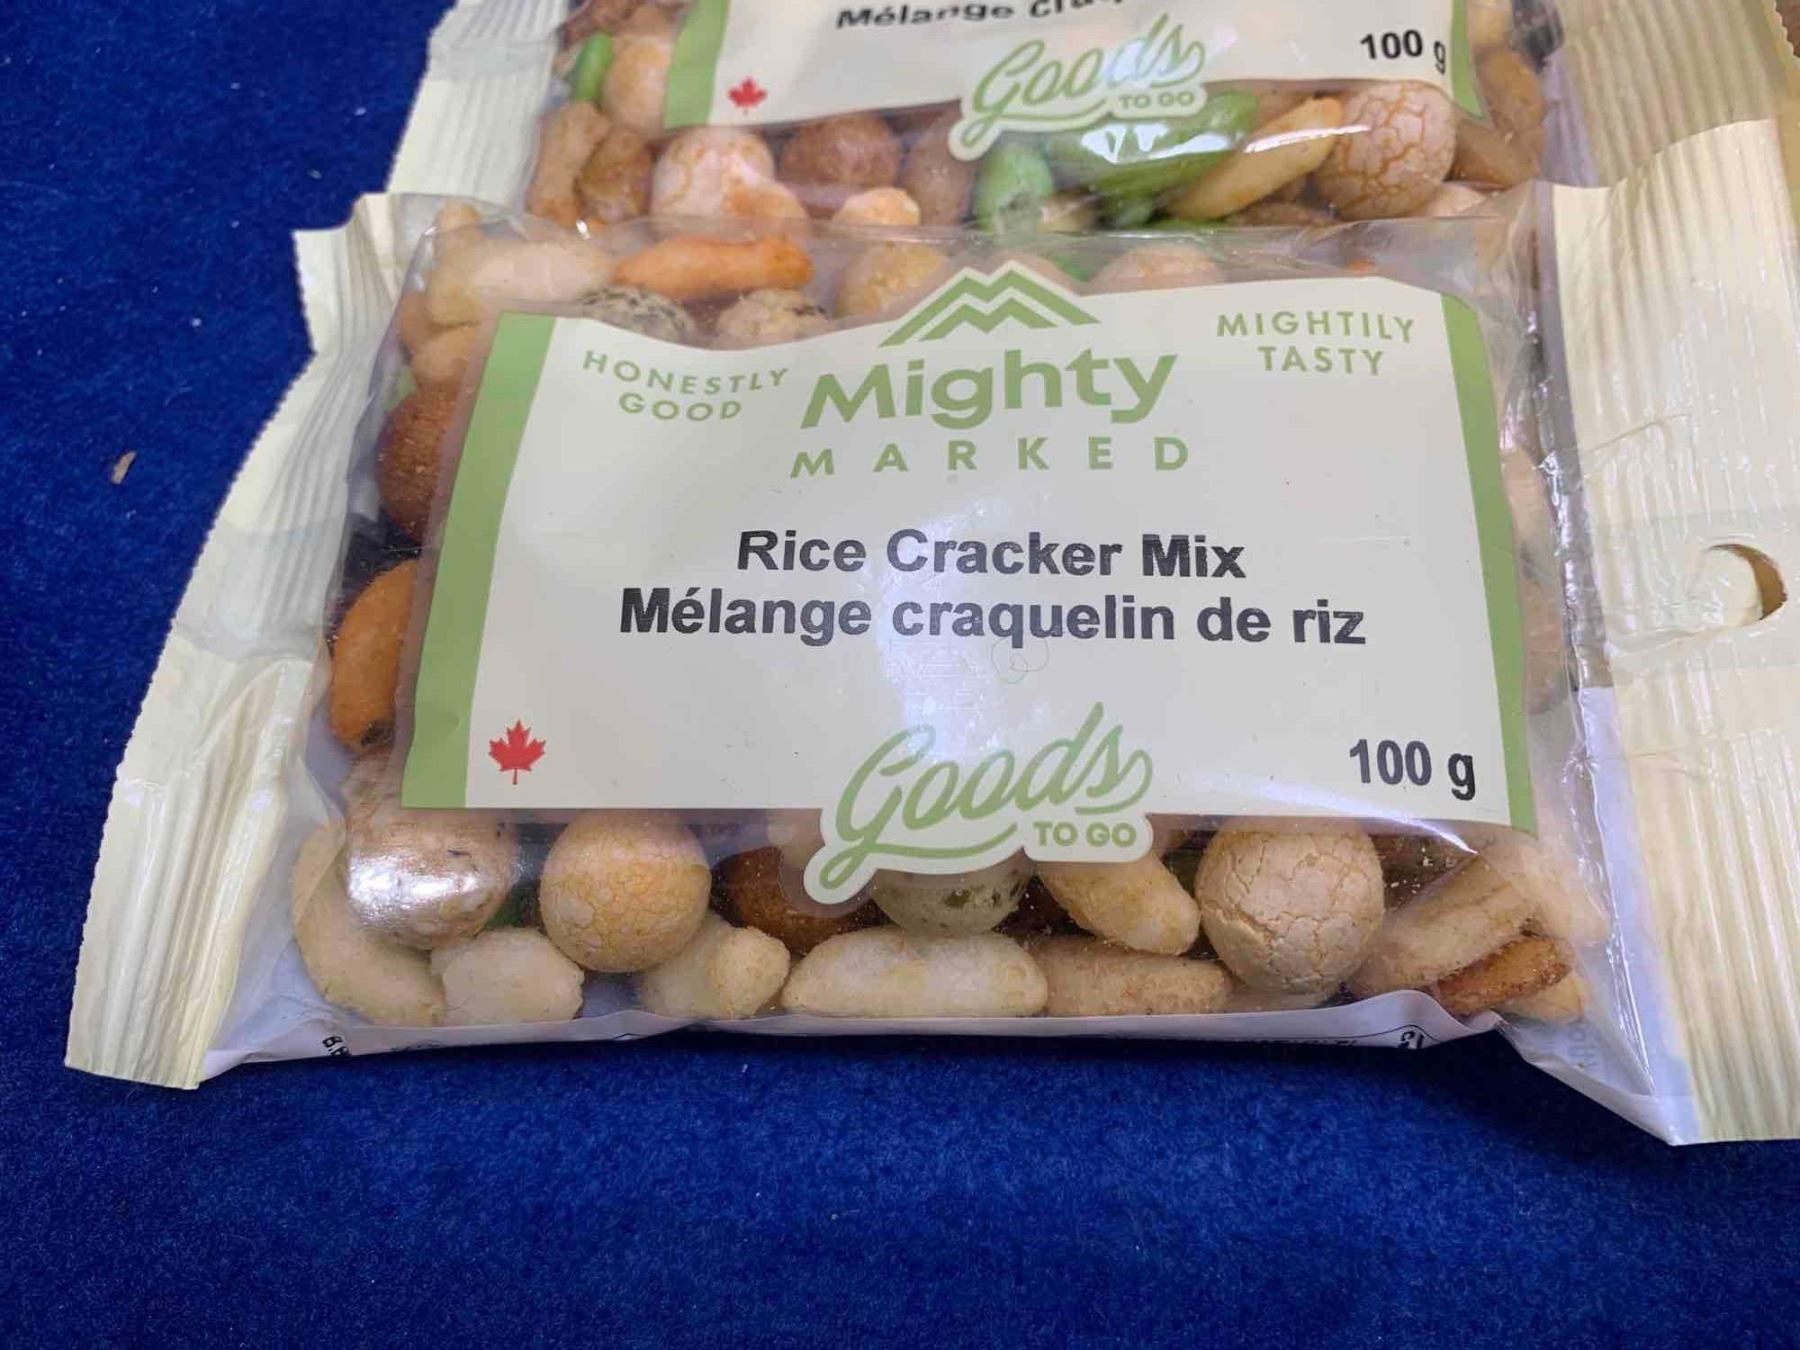 Mélange
Goods
TO GO
100 g
HONESTLY
GOOD
Mighty
MARKED
MIGHTILY
TASTY
Rice Cracker Mix
Mélange craquelin de riz
Goods
TO GO
100 g